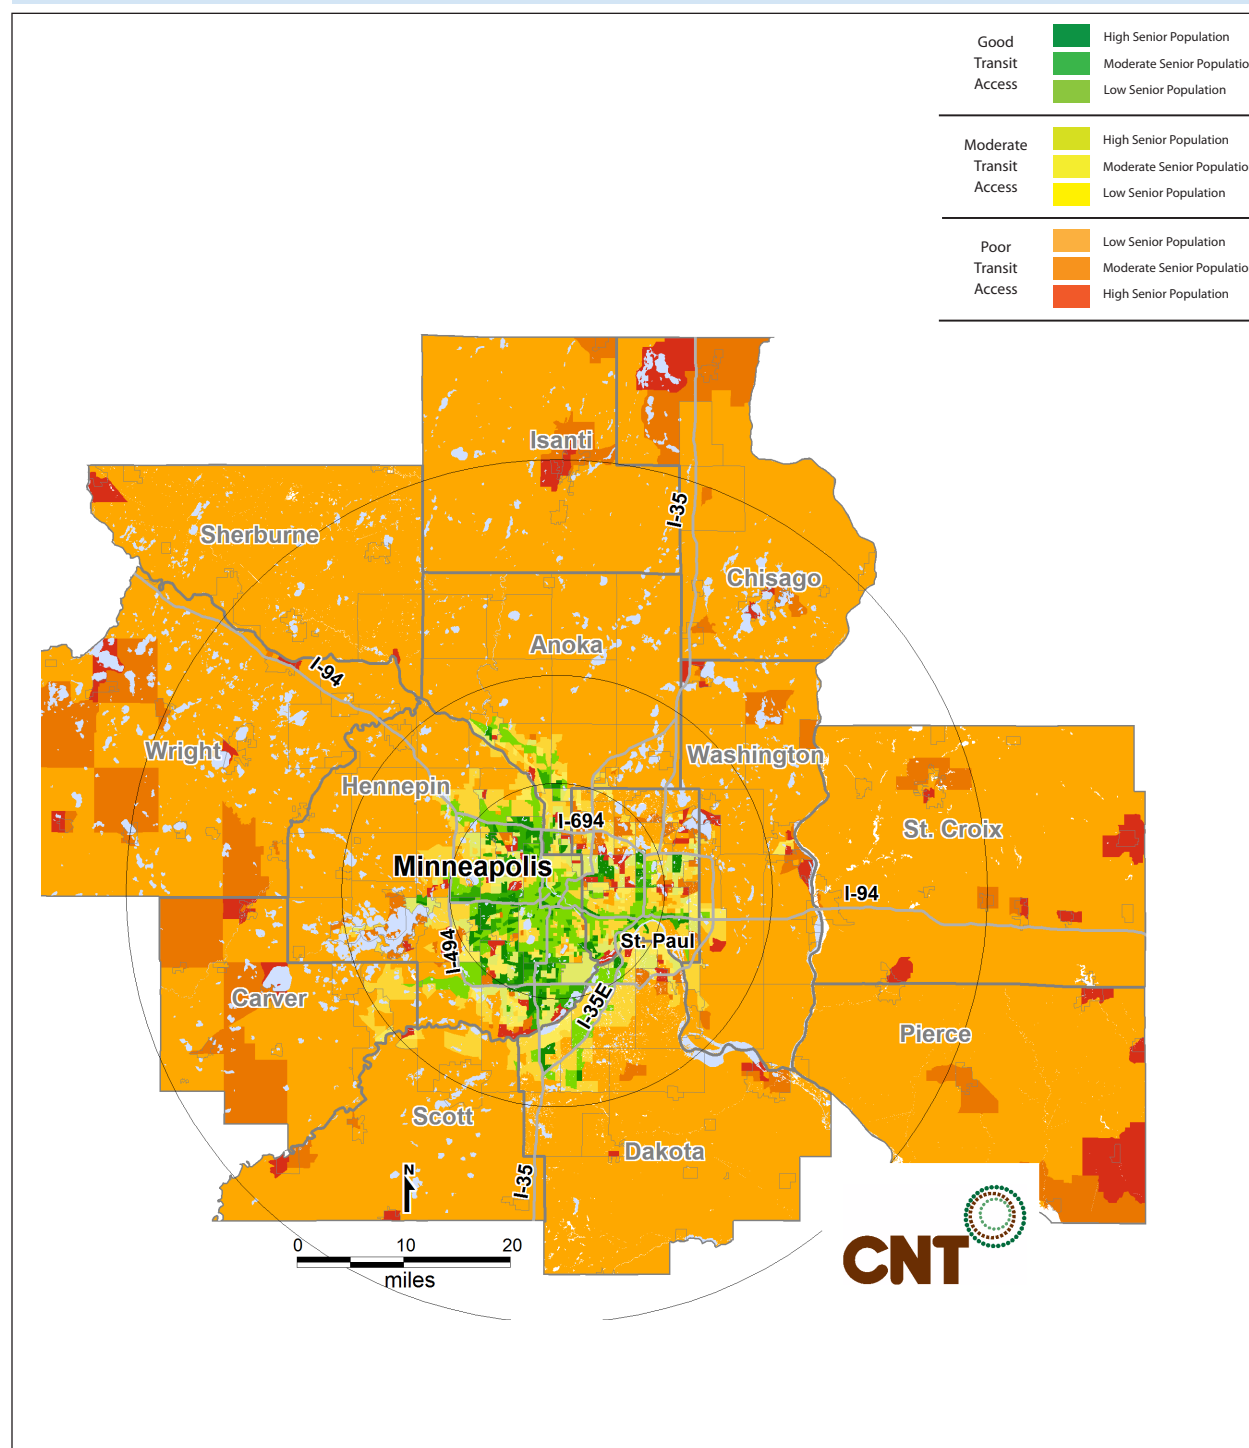 Good
Transit
Access
High Senior Population
Moderate Senior Populatio
Low Senior Population
Moderate
Transit
Access
High Senior Population
Moderate Senior Populatio
Low Senior Population
Poor
Transit
Access
Low Senior Population
Moderate Senior Populatio
High Senior Population
Isanti
I-35
Sherburne
Chisago
Anoka
I-94
Wright
Washington
Hennepin
I-694
St. Croix
Minneapolis
I-94
I-494
St. Paul
Carver
I-35E
Pierce
Scott
Dakota
N
I-35
0 10 20
miles
CNT